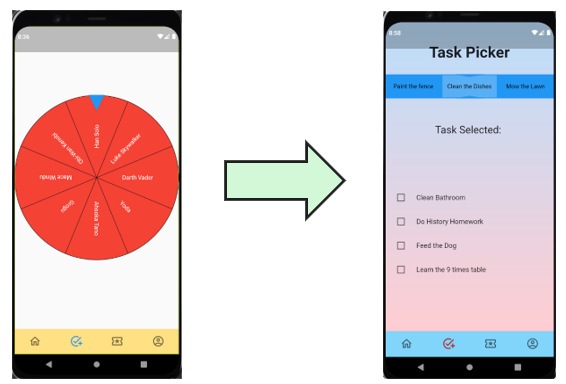 8:36
Han Solo
Luke Skywalker
Darth Vador
Yoda
Ahsoka Tano
Grogu
Mace Windu
Obi-Wan Kenobi
8:58
Task Picker
Paint the fence
Clean the Dishes
Mow the Lawn
Task Selected:
Clean Bathroom
Do History Homework
Feed the Dog
Learn the 9 times table